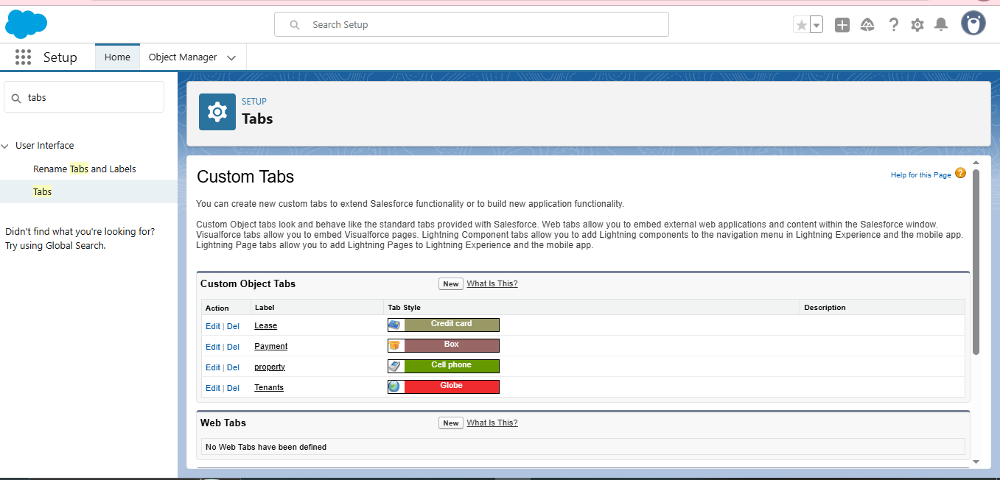 Search Setup
Setup
Home
Object Manager
tabs
User Interface
Rename Tabs and Labels
Tabs
Didn't find what you're looking for?
Try using Global Search.
SETUP
Tabs
Custom Tabs
Help for this Page ?
You can create new custom tabs to extend Salesforce functionality or to build new application functionality.
Custom Object tabs look and behave like the standard tabs provided with Salesforce. Web tabs allow you to embed external web applications and content within the Salesforce window.
Visualforce tabs allow you to embed Visualforce pages. Lightning Component tabs allow you to add Lightning components to the navigation menu in Lightning Experience and the mobile app.
Lightning Page tabs allow you to add Lightning Pages to Lightning Experience and the mobile app.
Custom Object Tabs New What Is This?
Action Label Tab Style Description
Edit | Del Lease Credit card
Edit | Del Payment Box
Edit | Del property Cell phone
Edit | Del Tenants Globe
Web Tabs New What Is This?
No Web Tabs have been defined